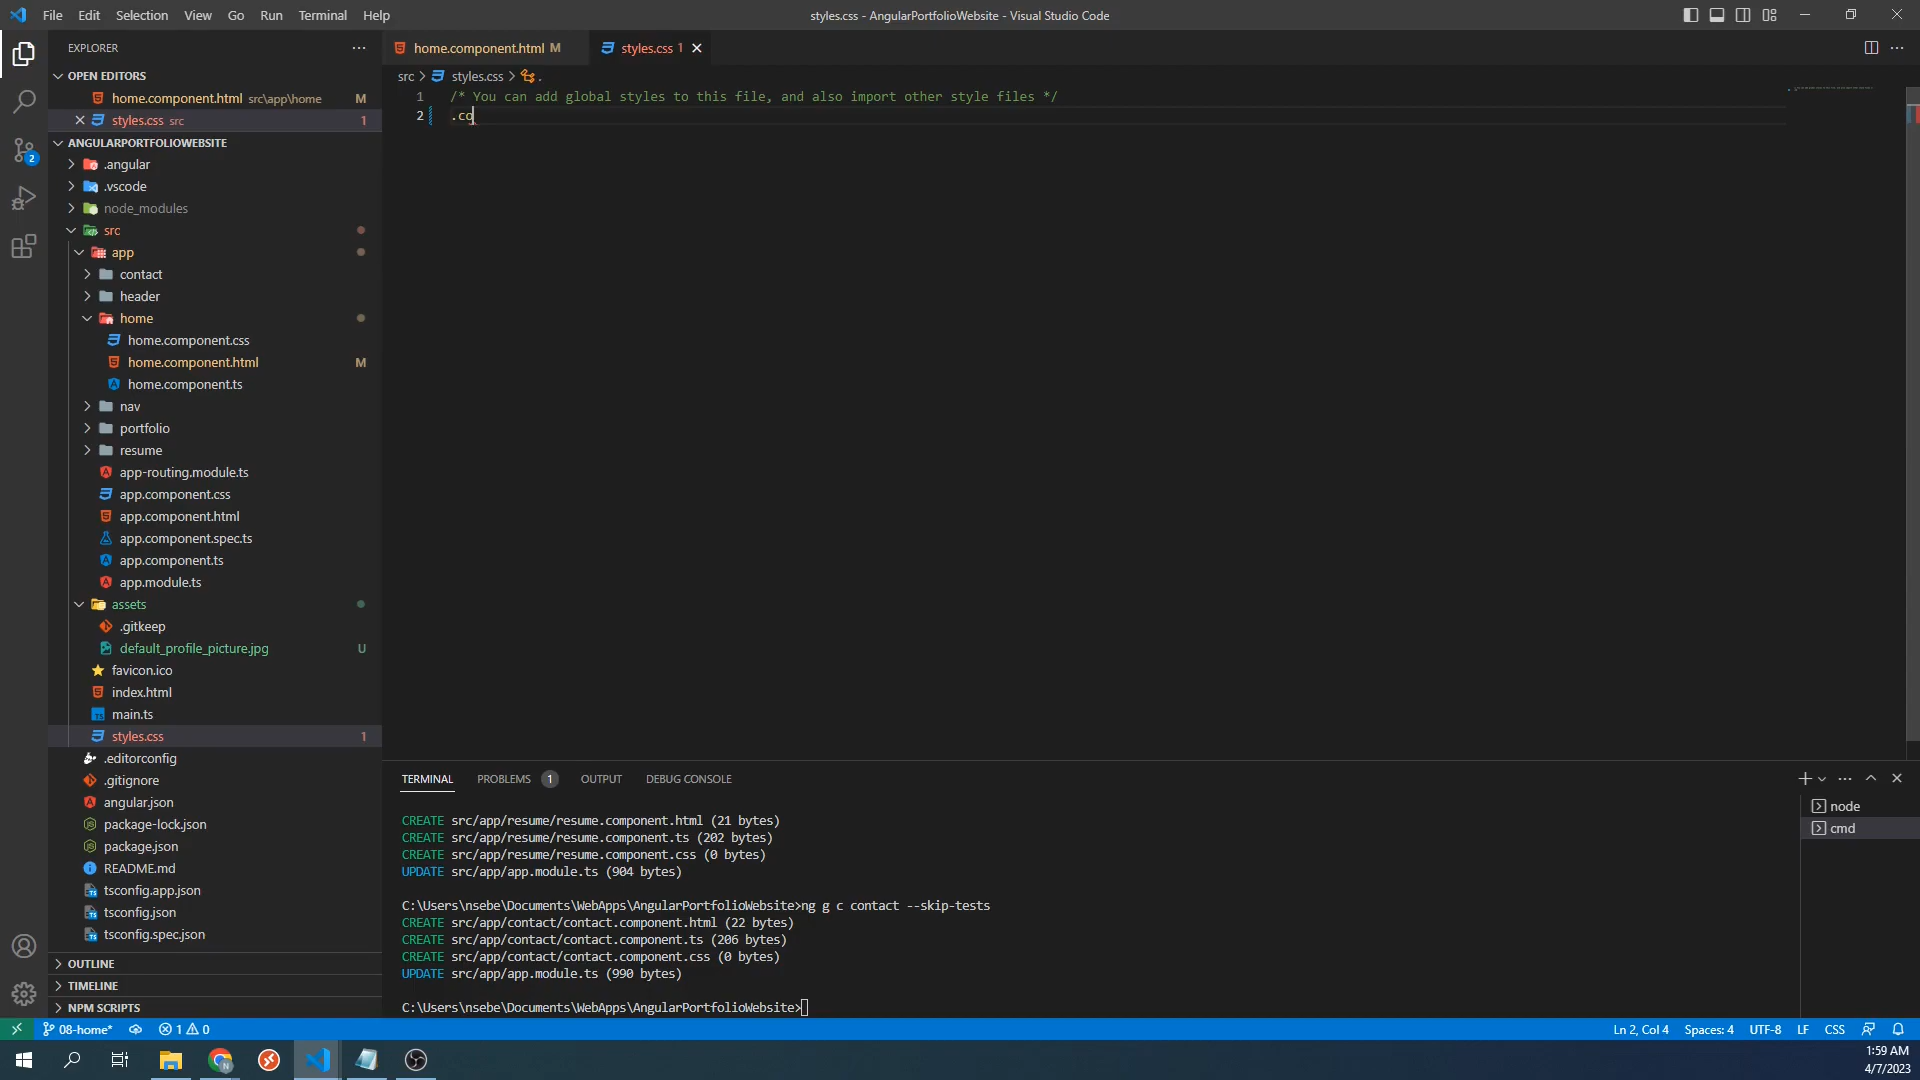 File Edit Selection View Go Run Terminal Help
styles.css - AngularPortfolioWebsite - Visual Studio Code
EXPLORER
OPEN EDITORS
home.component.html src\app\home M
styles.css src 1
ANGULARPORTFOLIOWEBSITE
.angular
.vscode
node_modules
src
app
contact
header
home
home.component.css
home.component.html M
home.component.ts
nav
portfolio
resume
app-routing.module.ts
app.component.css
app.component.html
app.component.spec.ts
app.component.ts
app.module.ts
assets
.gitkeep
default_profile_picture.jpg U
favicon.ico
index.html
main.ts
styles.css 1
.editorconfig
.gitignore
angular.json
package-lock.json
package.json
README.md
tsconfig.app.json
tsconfig.json
tsconfig.spec.json
OUTLINE
TIMELINE
NPM SCRIPTS
2
home.component.html M
styles.css 1
src > styles.css > .
1 /* You can add global styles to this file, and also import other style files */
2 .co
TERMINAL PROBLEMS 1 OUTPUT DEBUG CONSOLE
CREATE src/app/resume/resume.component.html (21 bytes)
CREATE src/app/resume/resume.component.ts (202 bytes)
CREATE src/app/resume/resume.component.css (0 bytes)
UPDATE src/app/app.module.ts (904 bytes)
C:\Users\nsebe\Documents\WebApps\AngularPortfolioWebsite>ng g c contact --skip-tests
CREATE src/app/contact/contact.component.html (22 bytes)
CREATE src/app/contact/contact.component.ts (206 bytes)
CREATE src/app/contact/contact.component.css (0 bytes)
UPDATE src/app/app.module.ts (990 bytes)
C:\Users\nsebe\Documents\WebApps\AngularPortfolioWebsite>
node
cmd
08-home* 1 0
Ln 2, Col 4 Spaces: 4 UTF-8 LF CSS
1:59 AM
4/7/2023